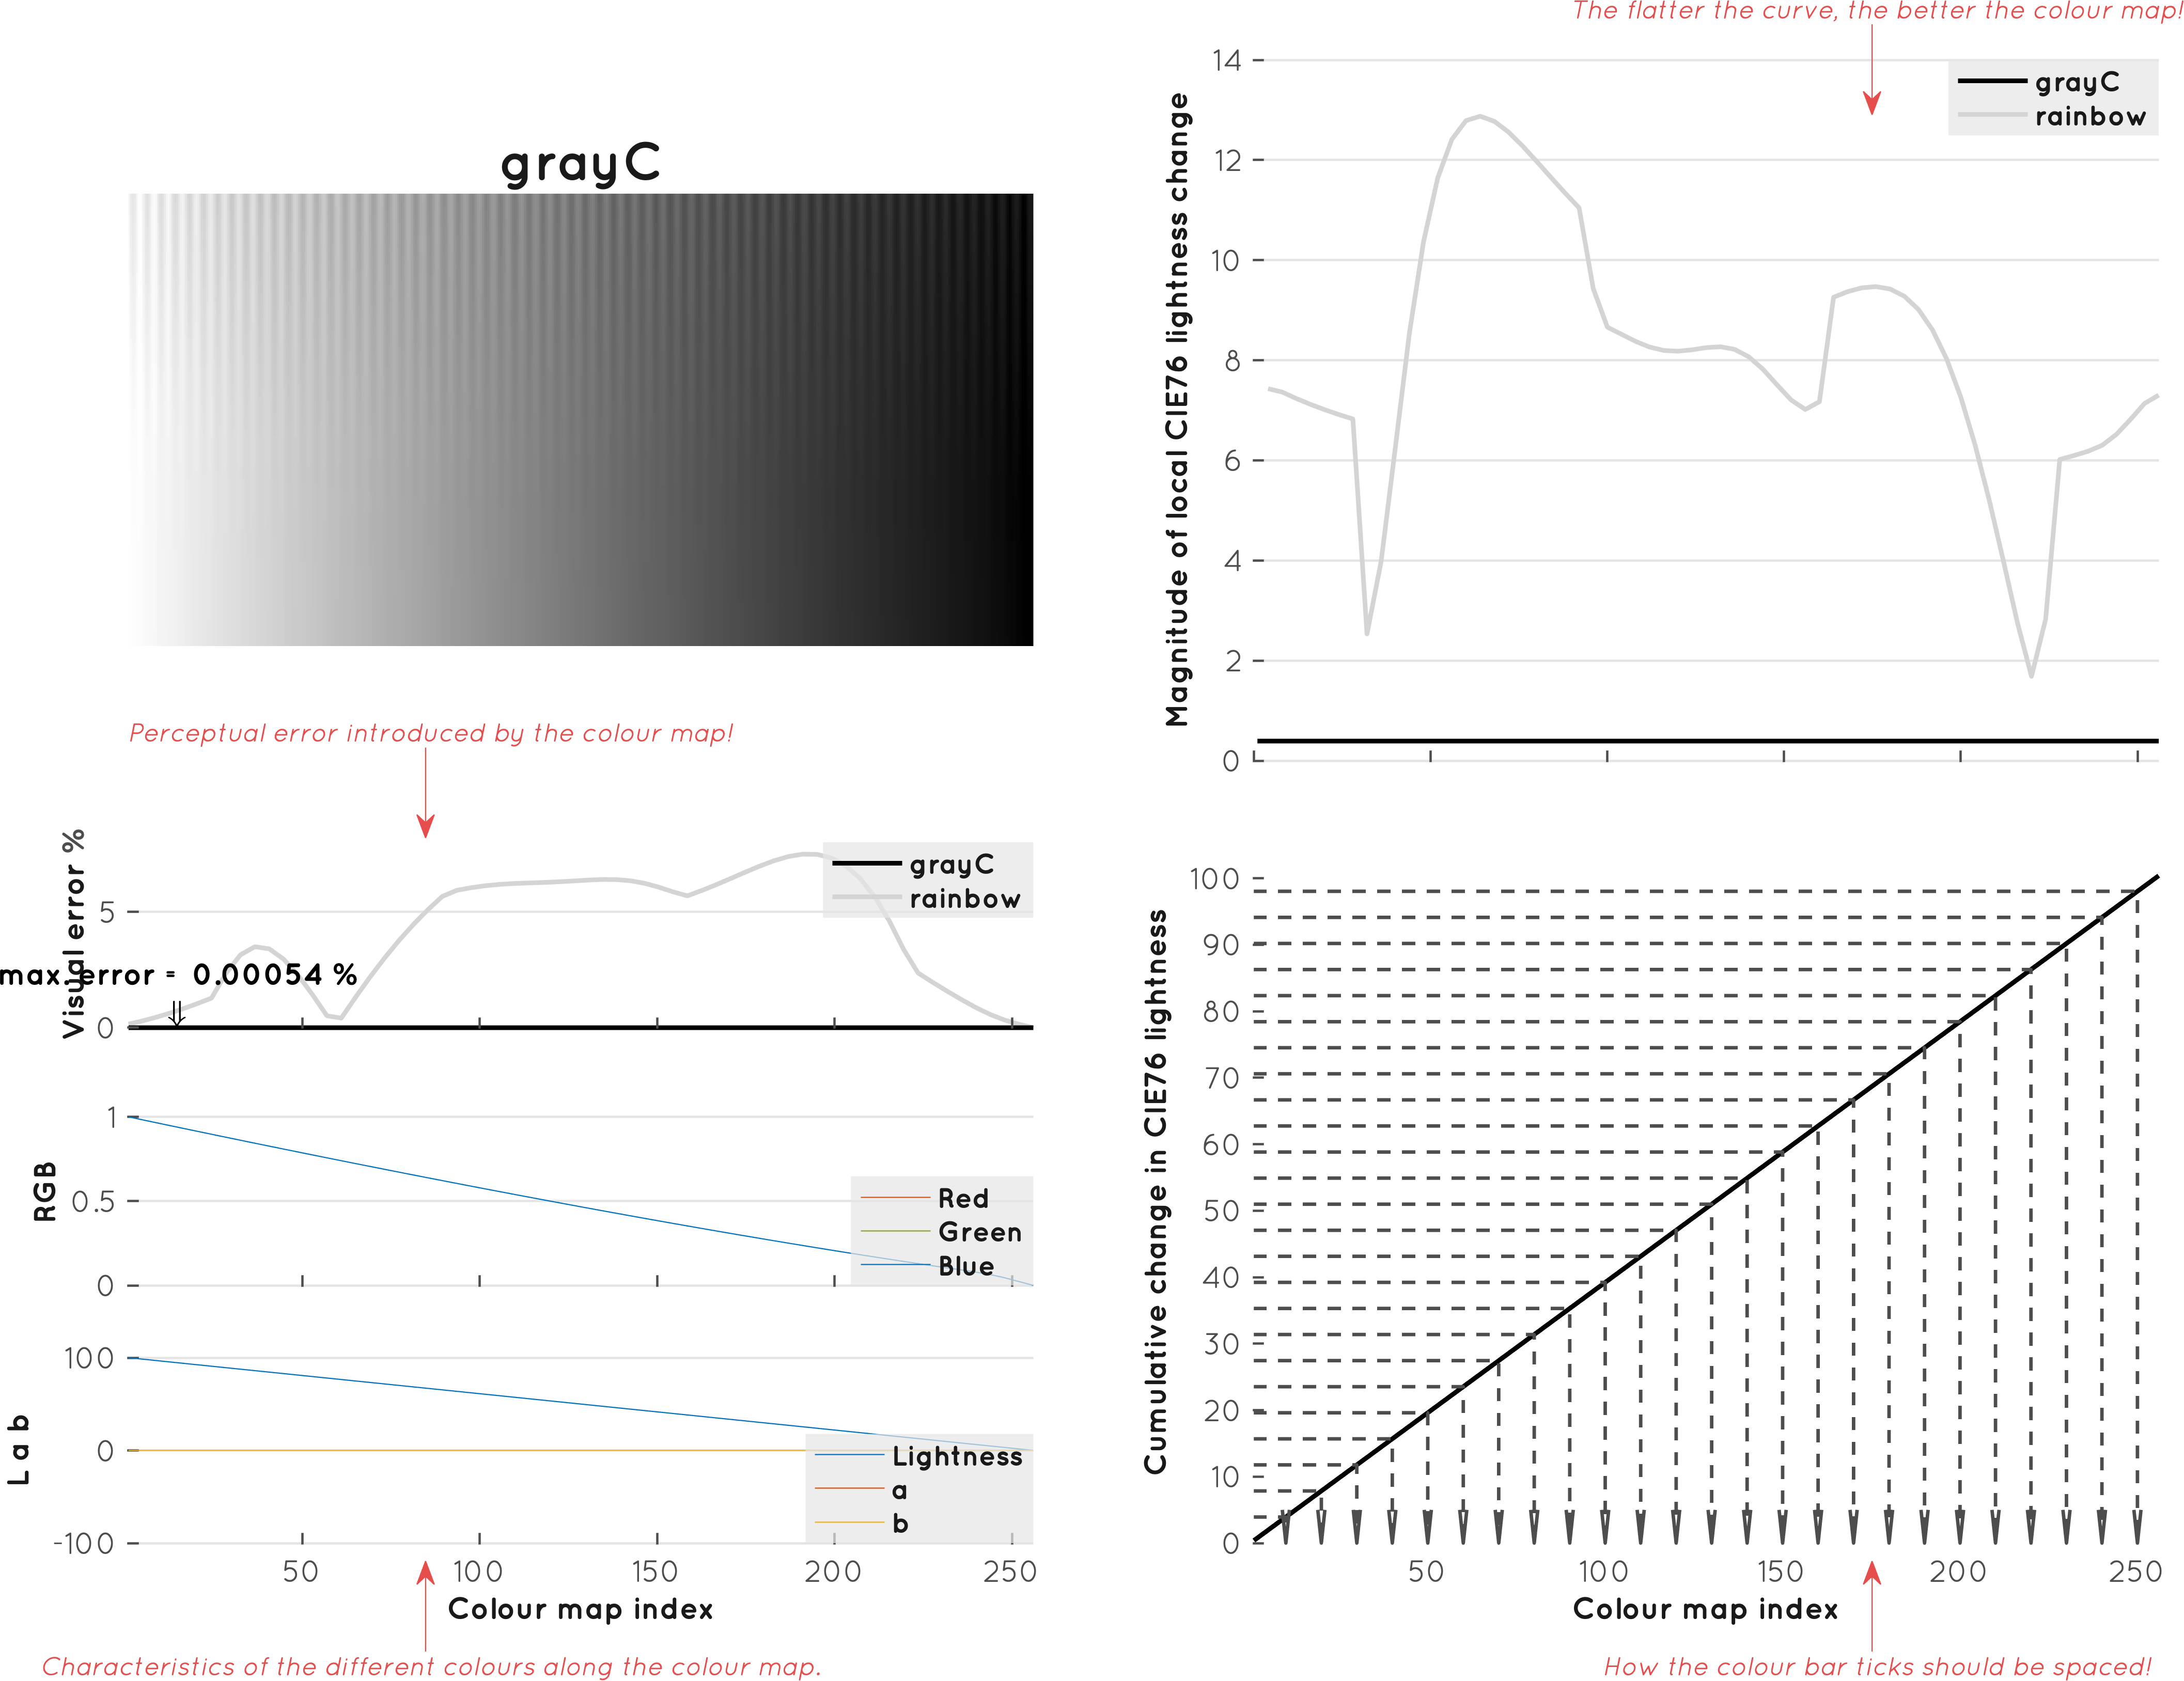 The flatter the curve, the better the colour map!
grayC
14
12
10
8
6
4
2
0
Magnitude of local CIE76 lightness change
grayC
rainbow
Perceptual error introduced by the colour map!
Visual error %
5
0
max. error = 0.00054 %
grayC
rainbow
RGB
1
0.5
0
Red
Green
Blue
L a b
100
0
-100
Lightness
a
b
50 100 150 200 250
Colour map index
Characteristics of the different colours along the colour map.
Cumulative change in CIE76 lightness
100
90
80
70
60
50
40
30
20
10
0
50 100 150 200 250
Colour map index
How the colour bar ticks should be spaced!